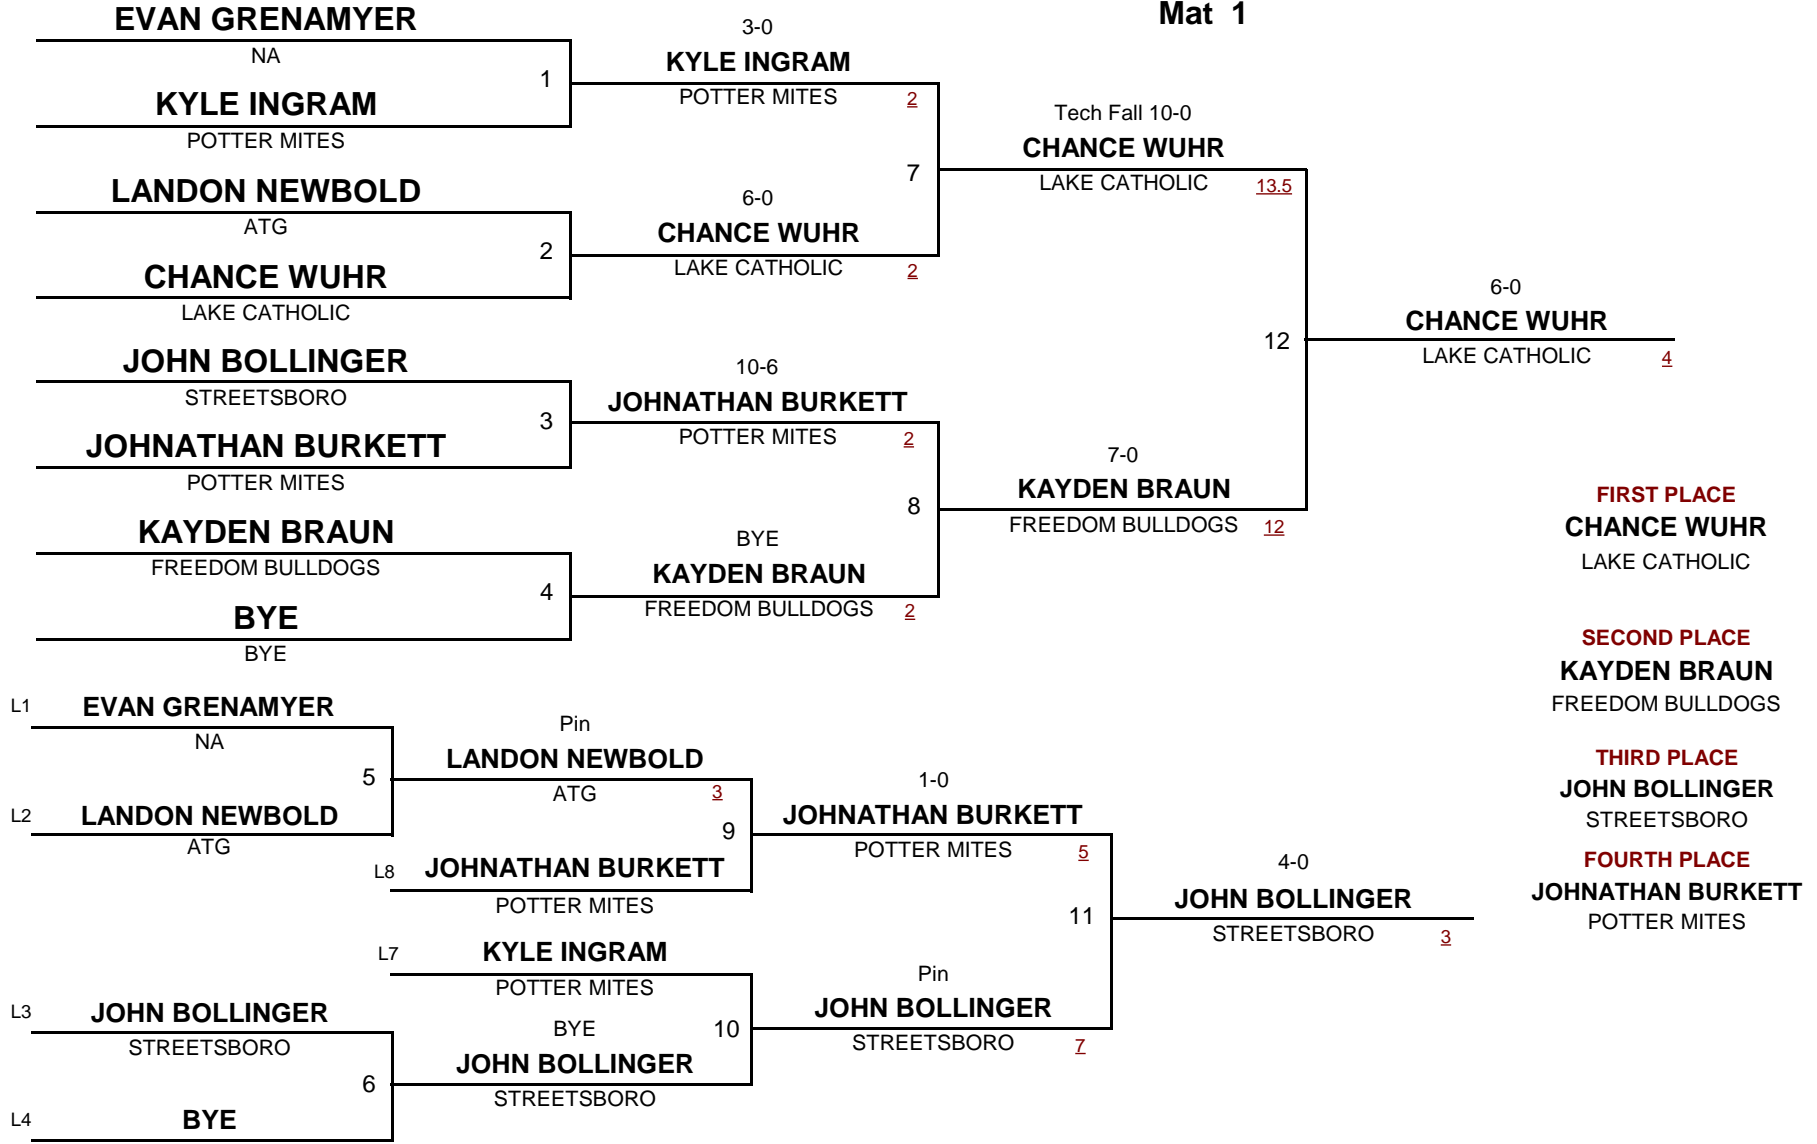 Mat 1
EVAN GRENAMYER
NA
1
KYLE INGRAM
POTTER MITES
3-0
KYLE INGRAM
POTTER MITES
2
LANDON NEWBOLD
ATG
2
CHANCE WUHR
LAKE CATHOLIC
6-0
CHANCE WUHR
LAKE CATHOLIC
2
7
Tech Fall 10-0
CHANCE WUHR
LAKE CATHOLIC
13.5
JOHN BOLLINGER
STREETSBORO
3
JOHNATHAN BURKETT
POTTER MITES
10-6
JOHNATHAN BURKETT
POTTER MITES
2
KAYDEN BRAUN
FREEDOM BULLDOGS
4
BYE
BYE
BYE
KAYDEN BRAUN
FREEDOM BULLDOGS
2
8
7-0
KAYDEN BRAUN
FREEDOM BULLDOGS
12
12
6-0
CHANCE WUHR
LAKE CATHOLIC
4
FIRST PLACE
CHANCE WUHR
LAKE CATHOLIC
SECOND PLACE
KAYDEN BRAUN
FREEDOM BULLDOGS
THIRD PLACE
JOHN BOLLINGER
STREETSBORO
FOURTH PLACE
JOHNATHAN BURKETT
POTTER MITES
L1
EVAN GRENAMYER
NA
5
L2
LANDON NEWBOLD
ATG
Pin
LANDON NEWBOLD
ATG
3
9
L8
JOHNATHAN BURKETT
POTTER MITES
1-0
JOHNATHAN BURKETT
POTTER MITES
5
L7
KYLE INGRAM
POTTER MITES
L3
JOHN BOLLINGER
STREETSBORO
6
L4
BYE
BYE
JOHN BOLLINGER
STREETSBORO
10
Pin
JOHN BOLLINGER
STREETSBORO
7
11
4-0
JOHN BOLLINGER
STREETSBORO
3